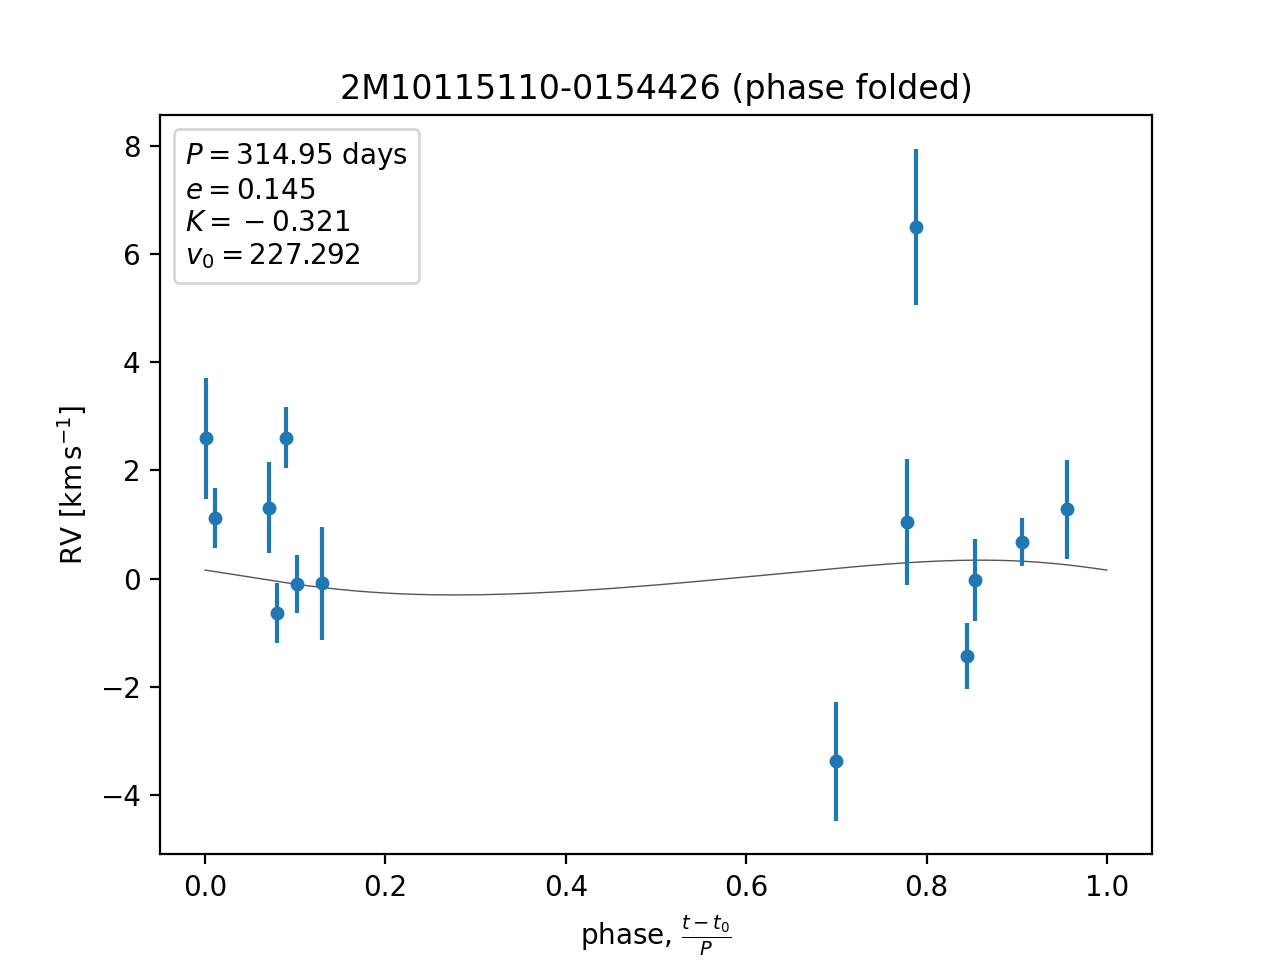 2M10115110-0154426 (phase folded)
P = 314.95 days
e = 0.145
K = −0.321
v₀ = 227.292
8
6
4
2
0
−2
−4
RV [km s⁻¹]
0.0 0.2 0.4 0.6 0.8 1.0
phase, (t − t₀)/P